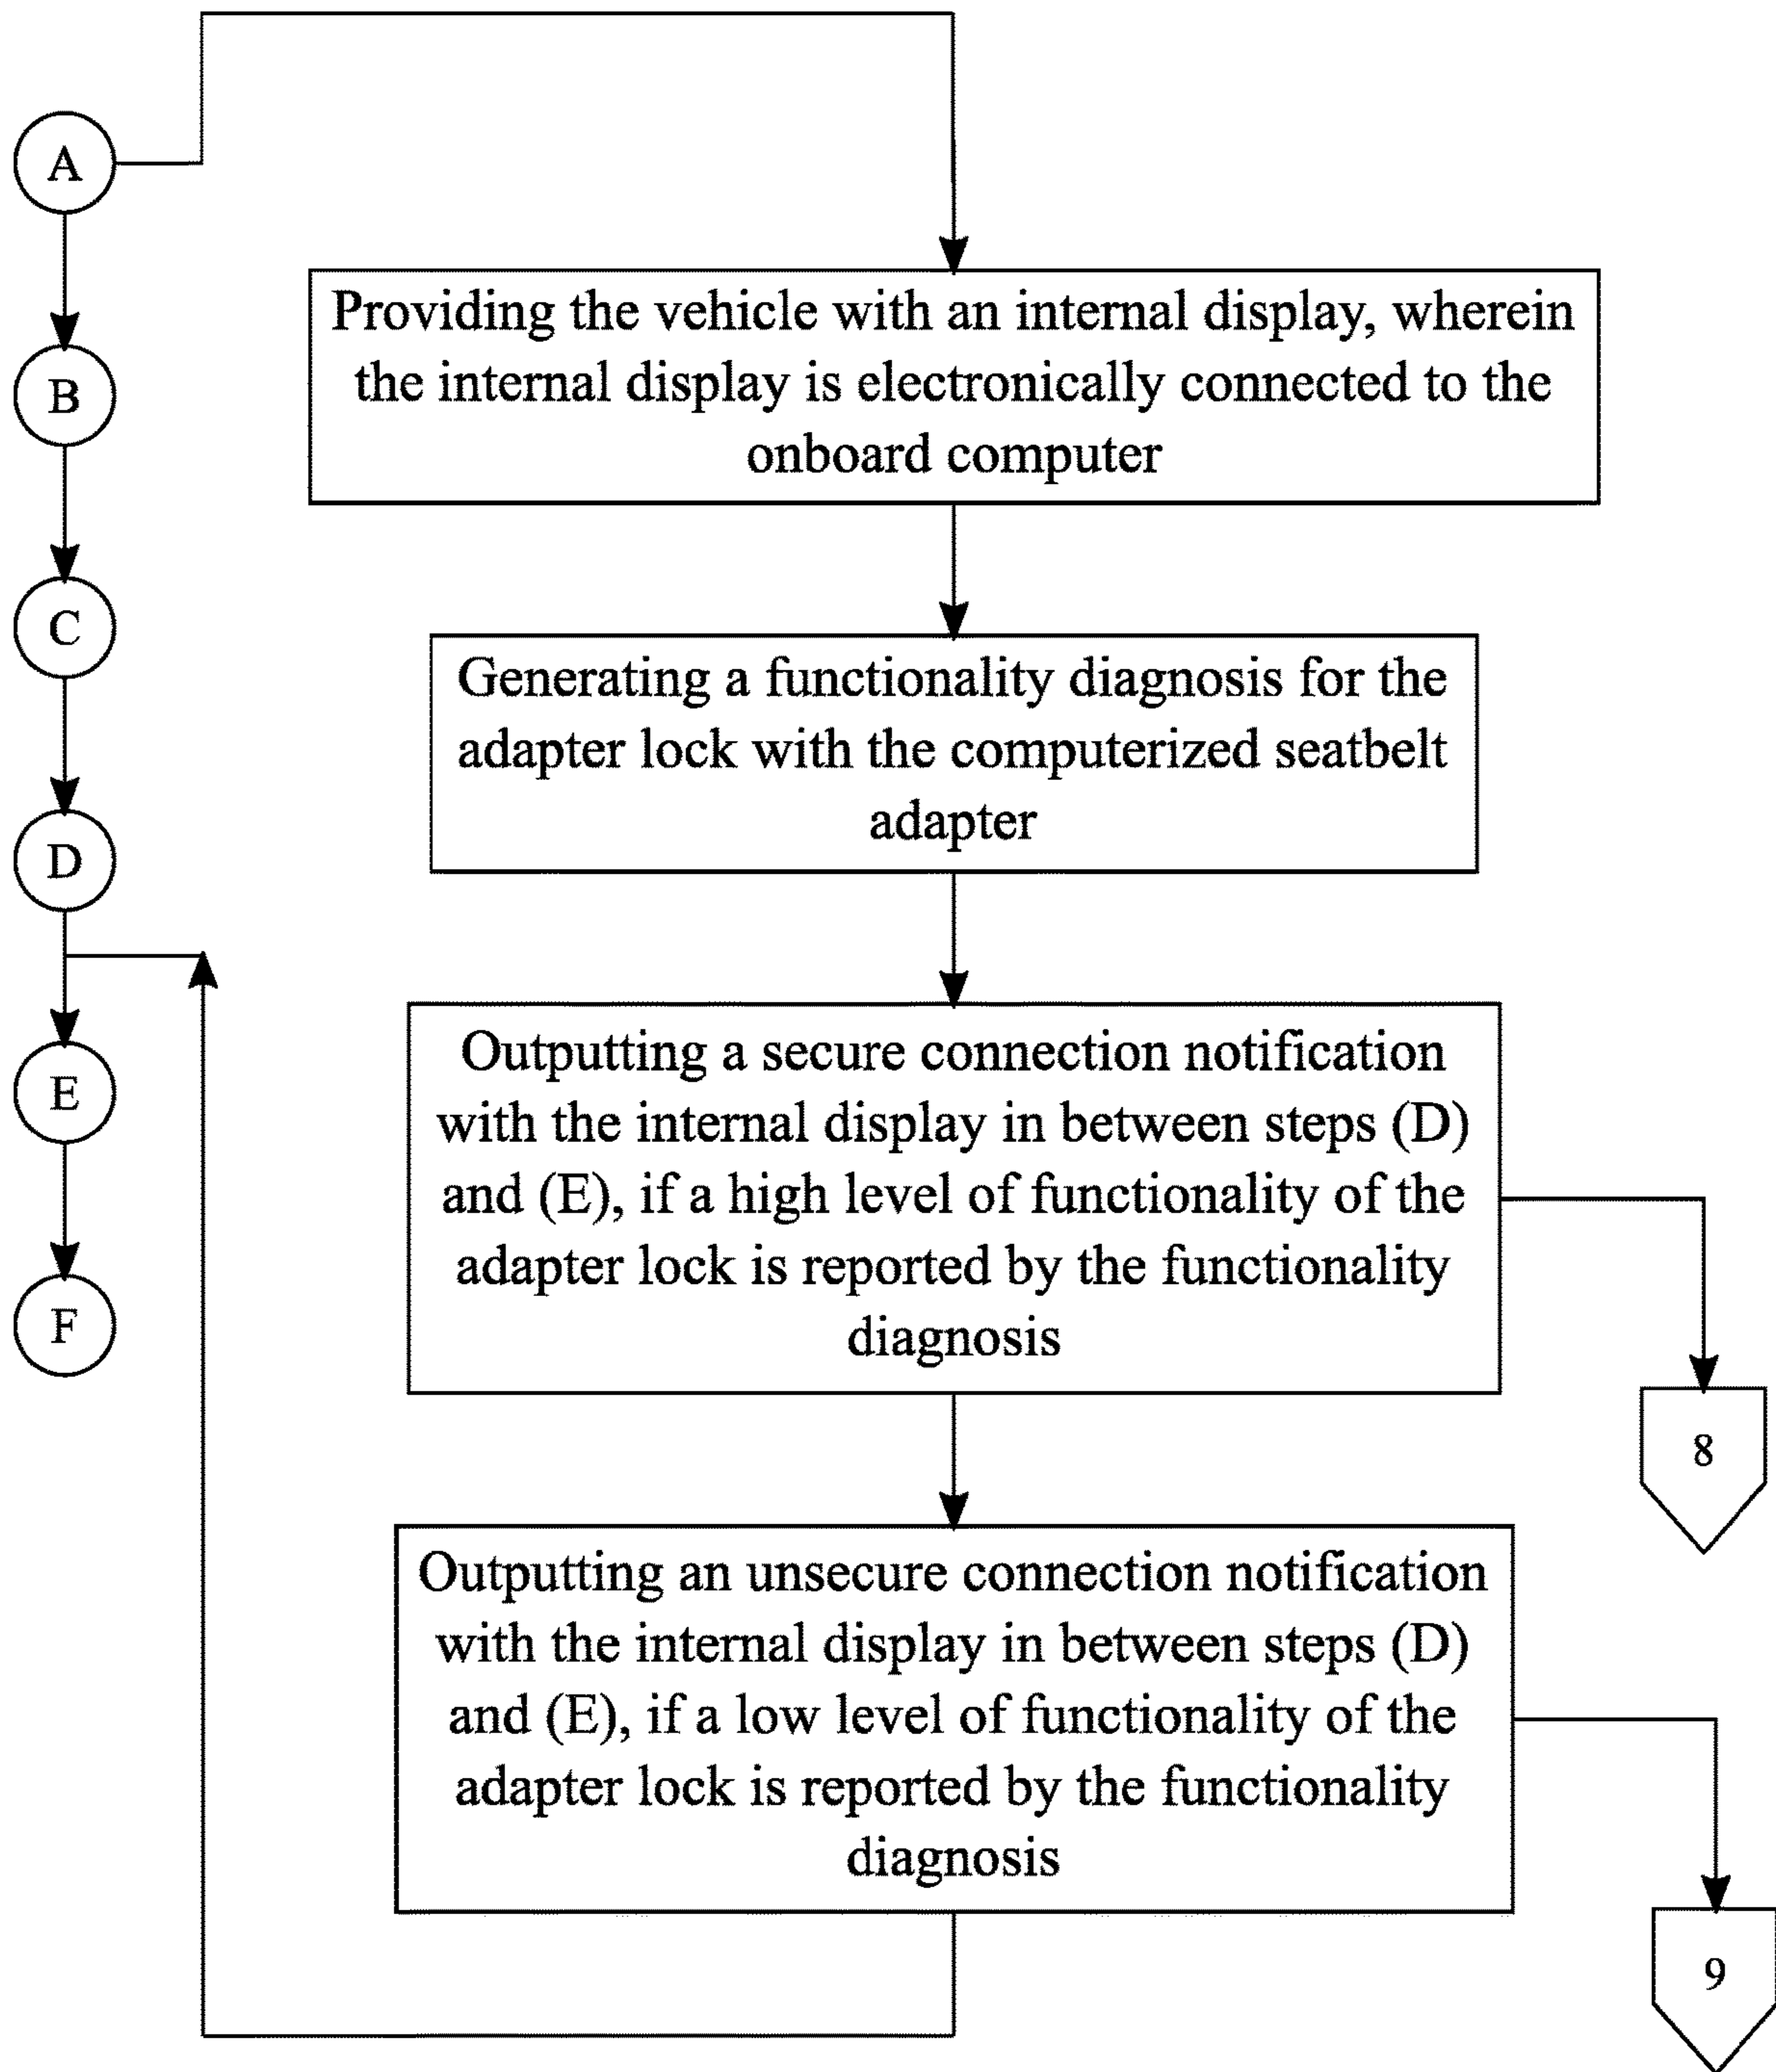 A
B
C
D
E
F
Providing the vehicle with an internal display, wherein
the internal display is electronically connected to the
onboard computer
Generating a functionality diagnosis for the
adapter lock with the computerized seatbelt
adapter
Outputting a secure connection notification
with the internal display in between steps (D)
and (E), if a high level of functionality of the
adapter lock is reported by the functionality
diagnosis
8
Outputting an unsecure connection notification
with the internal display in between steps (D)
and (E), if a low level of functionality of the
adapter lock is reported by the functionality
diagnosis
9